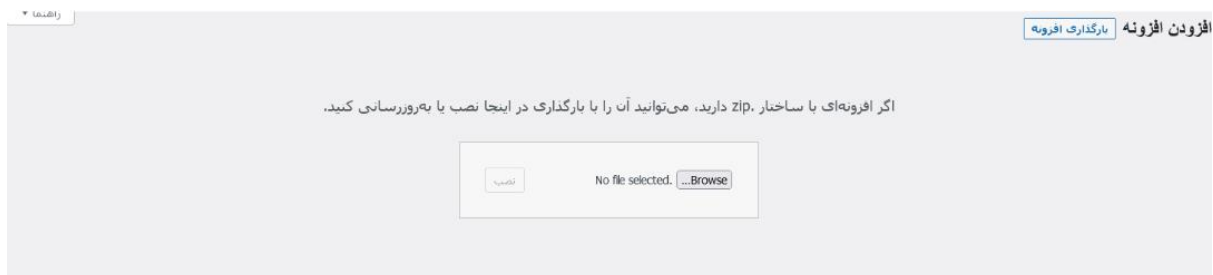 راهنما ▾
افزودن افزونه بارگذاری افزونه
اگر افزونه‌ای با ساختار .zip دارید، می‌توانید آن را با بارگذاری در اینجا نصب یا به‌روزرسانی کنید.
Browse... No file selected. نصب